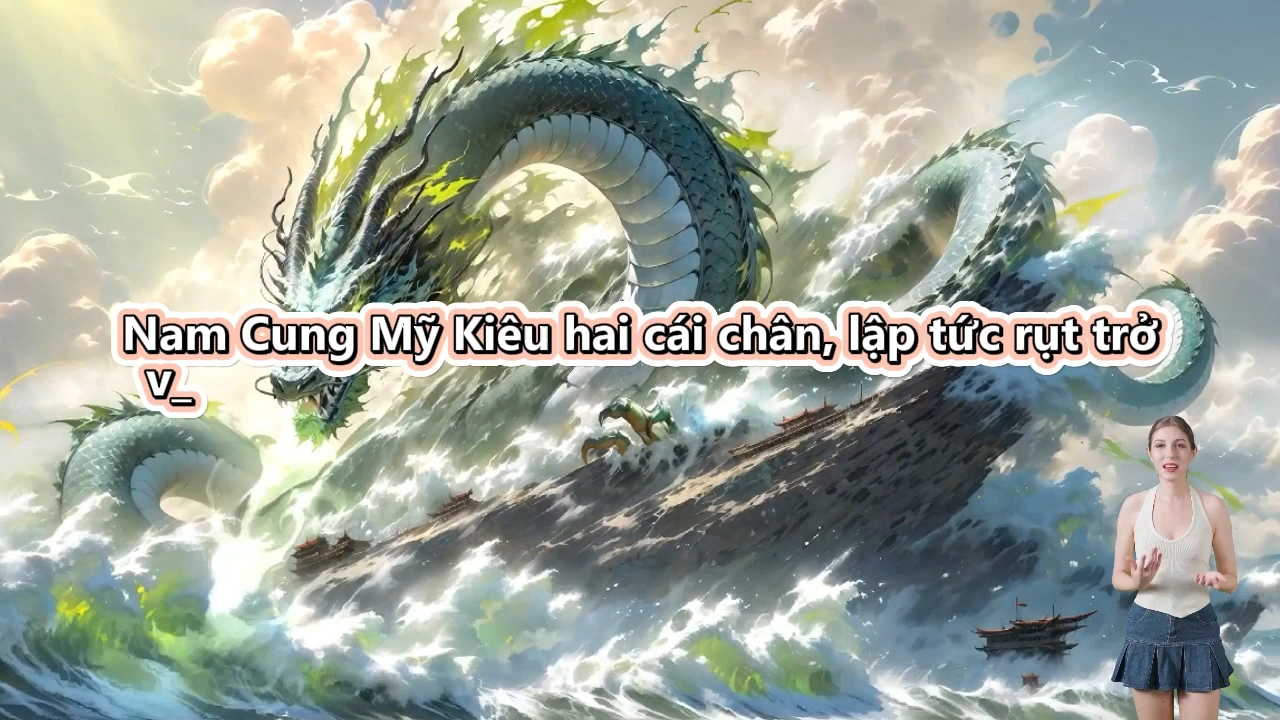 Nam Cung Mỹ Kiêu hai cái chân, lập tức rụt trở
v_